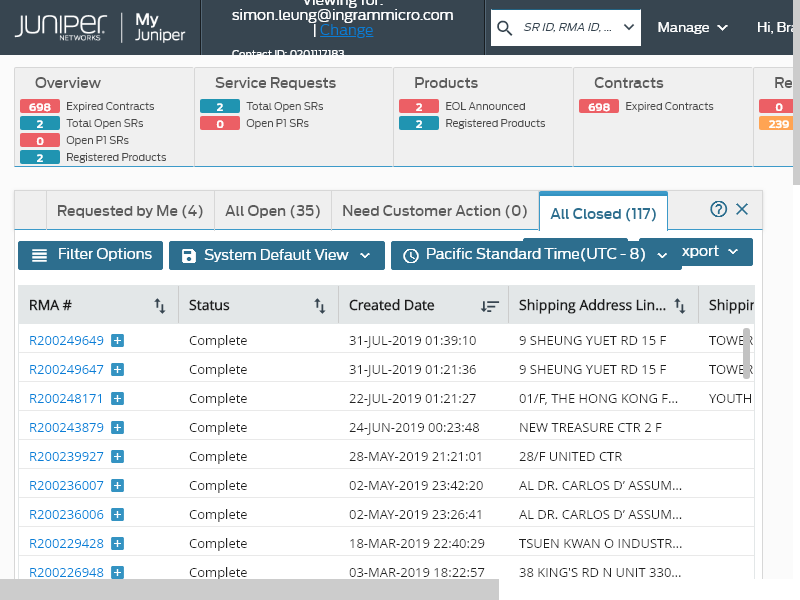 Viewing for:
simon.leung@ingrammicro.com
| Change
Contact ID: 0201117183
JUNIPER NETWORKS
My Juniper
SR ID, RMA ID, ...
Manage
Hi, Bra
Overview
698 Expired Contracts
2 Total Open SRs
0 Open P1 SRs
2 Registered Products
Service Requests
2 Total Open SRs
0 Open P1 SRs
Products
2 EOL Announced
2 Registered Products
Contracts
698 Expired Contracts
Re
0
239
Requested by Me (4)
All Open (35)
Need Customer Action (0)
All Closed (117)
Filter Options
System Default View
Pacific Standard Time(UTC - 8)
xport
RMA # Status Created Date Shipping Address Lin... Shippin
R200249649 Complete 31-JUL-2019 01:39:10 9 SHEUNG YUET RD 15 F TOWER
R200249647 Complete 31-JUL-2019 01:21:36 9 SHEUNG YUET RD 15 F TOWER
R200248171 Complete 22-JUL-2019 01:21:27 01/F, THE HONG KONG F... YOUTH
R200243879 Complete 24-JUN-2019 00:23:48 NEW TREASURE CTR 2 F
R200239927 Complete 28-MAY-2019 21:21:01 28/F UNITED CTR
R200236007 Complete 02-MAY-2019 23:42:20 AL DR. CARLOS D’ ASSUM...
R200236006 Complete 02-MAY-2019 23:26:41 AL DR. CARLOS D’ ASSUM...
R200229428 Complete 18-MAR-2019 22:40:29 TSUEN KWAN O INDUSTR...
R200226948 Complete 03-MAR-2019 18:22:57 38 KING'S RD N UNIT 330...